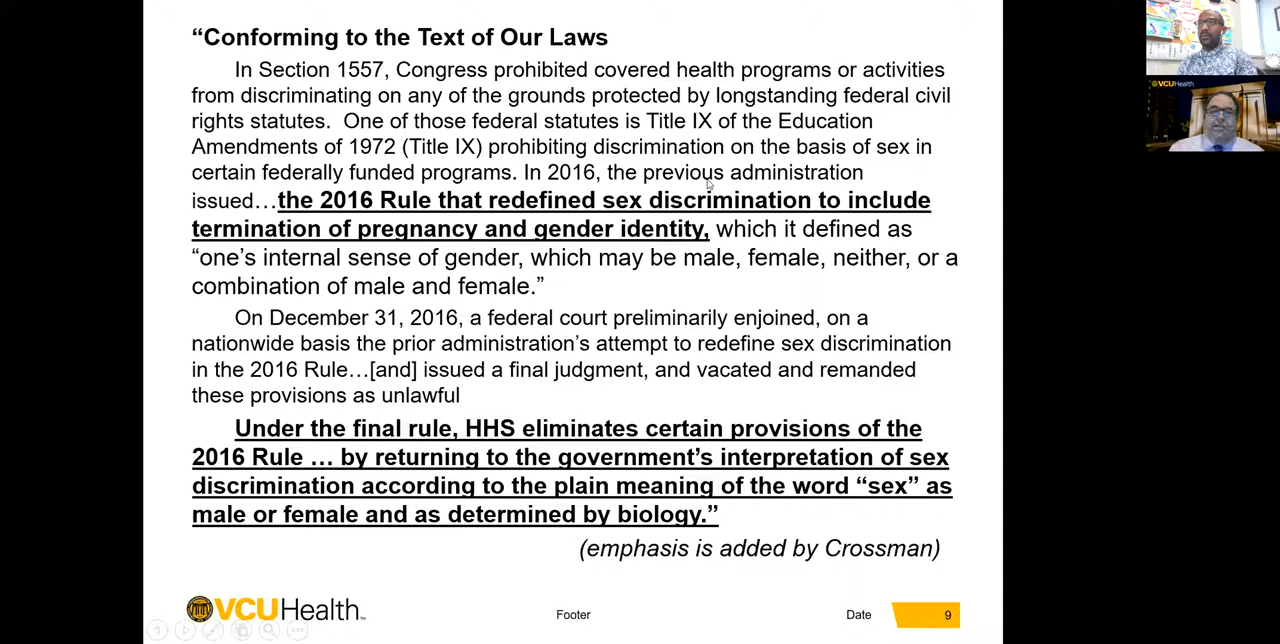 “Conforming to the Text of Our Laws
In Section 1557, Congress prohibited covered health programs or activities
from discriminating on any of the grounds protected by longstanding federal civil
rights statutes.  One of those federal statutes is Title IX of the Education
Amendments of 1972 (Title IX) prohibiting discrimination on the basis of sex in
certain federally funded programs. In 2016, the previous administration
issued…the 2016 Rule that redefined sex discrimination to include
termination of pregnancy and gender identity, which it defined as
“one’s internal sense of gender, which may be male, female, neither, or a
combination of male and female.”
On December 31, 2016, a federal court preliminarily enjoined, on a
nationwide basis the prior administration’s attempt to redefine sex discrimination
in the 2016 Rule…[and] issued a final judgment, and vacated and remanded
these provisions as unlawful
Under the final rule, HHS eliminates certain provisions of the
2016 Rule … by returning to the government’s interpretation of sex
discrimination according to the plain meaning of the word “sex” as
male or female and as determined by biology.”
(emphasis is added by Crossman)
VCUHealth™
Footer
Date
9
VCUHealth